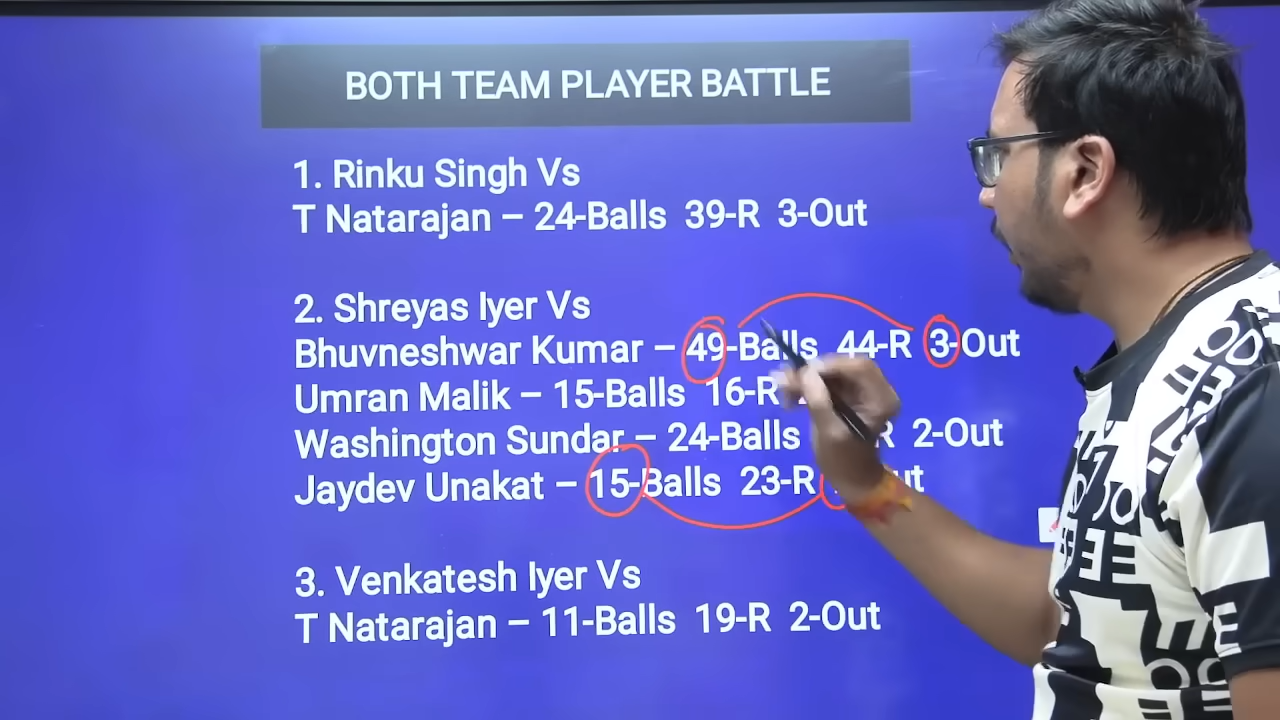 BOTH TEAM PLAYER BATTLE
1. Rinku Singh Vs
T Natarajan – 24-Balls 39-R 3-Out
2. Shreyas Iyer Vs
Bhuvneshwar Kumar – 49-Balls 44-R 3-Out
Umran Malik – 15-Balls 16-R
Washington Sundar – 24-Balls 2-Out
Jaydev Unakat – 15-Balls 23-R
3. Venkatesh Iyer Vs
T Natarajan – 11-Balls 19-R 2-Out